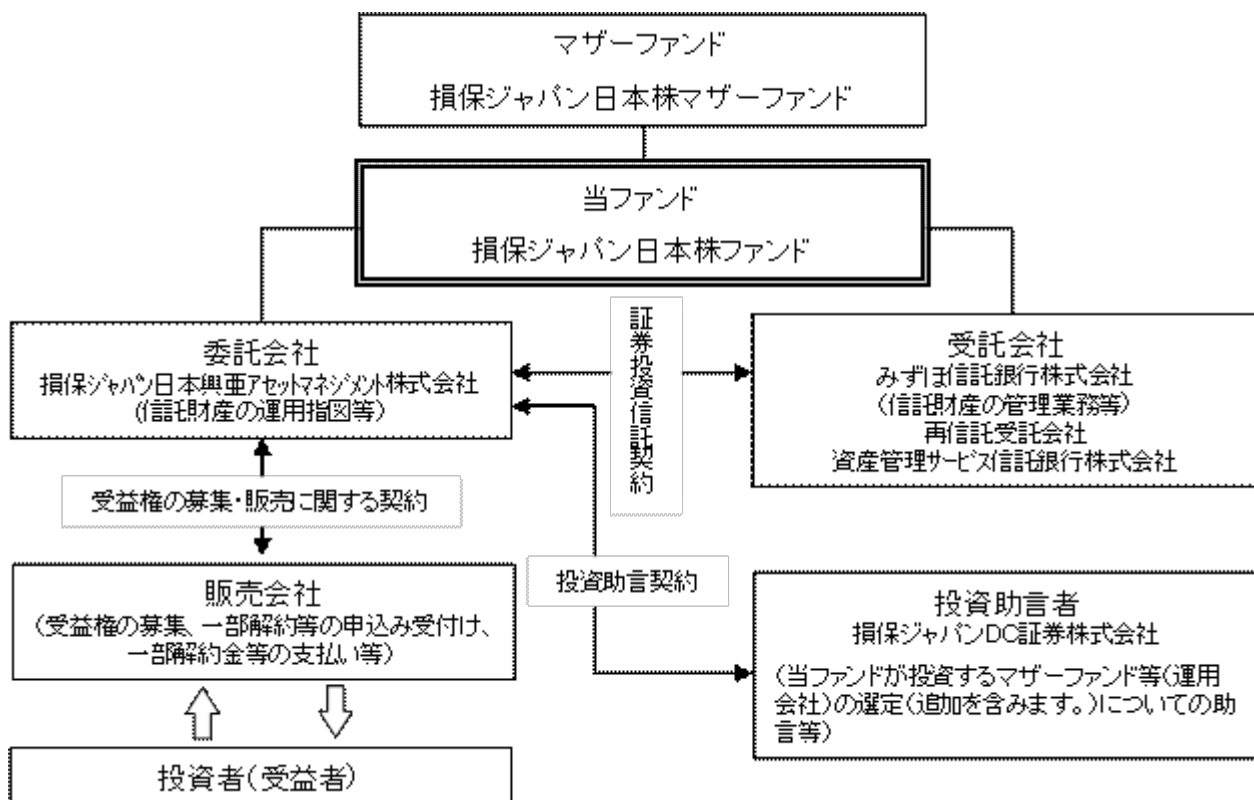 マザーファンド
損保ジャパン日本株マザーファンド
当ファンド
損保ジャパン日本株ファンド
委託会社
損保ジャパン日本興亜アセットマネジメント株式会社
(信託財産の運用指図等)
証券投資信託契約
受託会社
みずほ信託銀行株式会社
(信託財産の管理業務等)
再信託受託会社
資産管理サービス信託銀行株式会社
受益権の募集・販売に関する契約
投資助言契約
販売会社
(受益権の募集、一部解約等の申込み受付け、
一部解約金等の支払い等)
投資助言者
損保ジャパンDC証券株式会社
(当ファンドが投資するマザーファンド等(運用
会社)の選定(追加を含みます。)についての助
言等)
投資者(受益者)